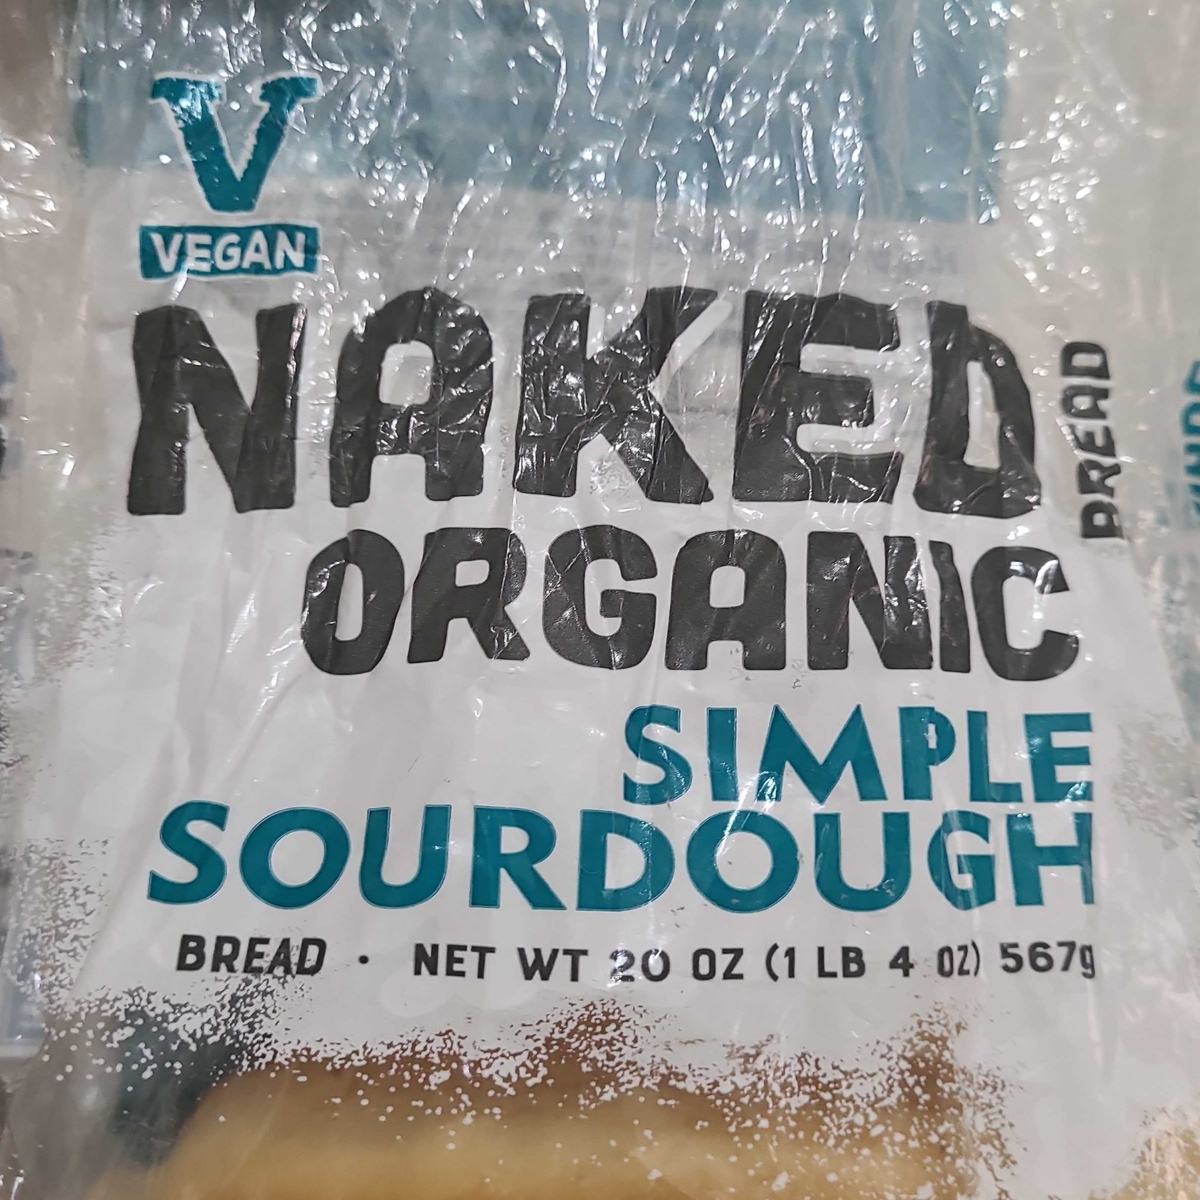 V
VEGAN
NAKED
BREAD
ORGANIC
SIMPLE
SOURDOUGH
BREAD · NET WT 20 OZ (1 LB 4 OZ) 567g